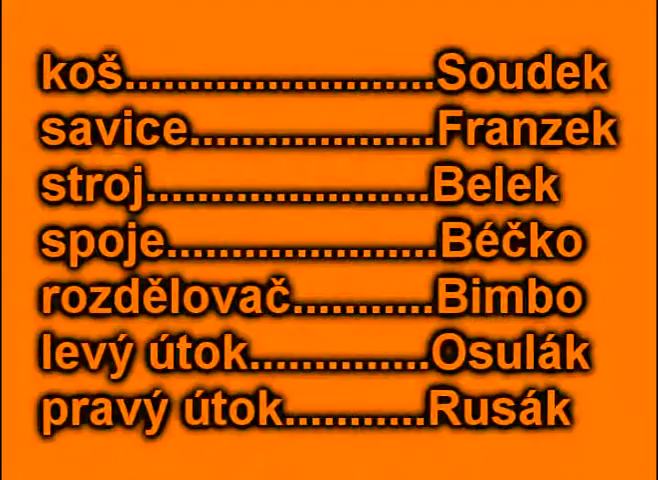 koš........................Soudek
savice...................Franzek
stroj......................Belek
spoje.....................Béčko
rozdělovač...........Bimbo
levý útok..............Osulák
pravý útok...........Rusák